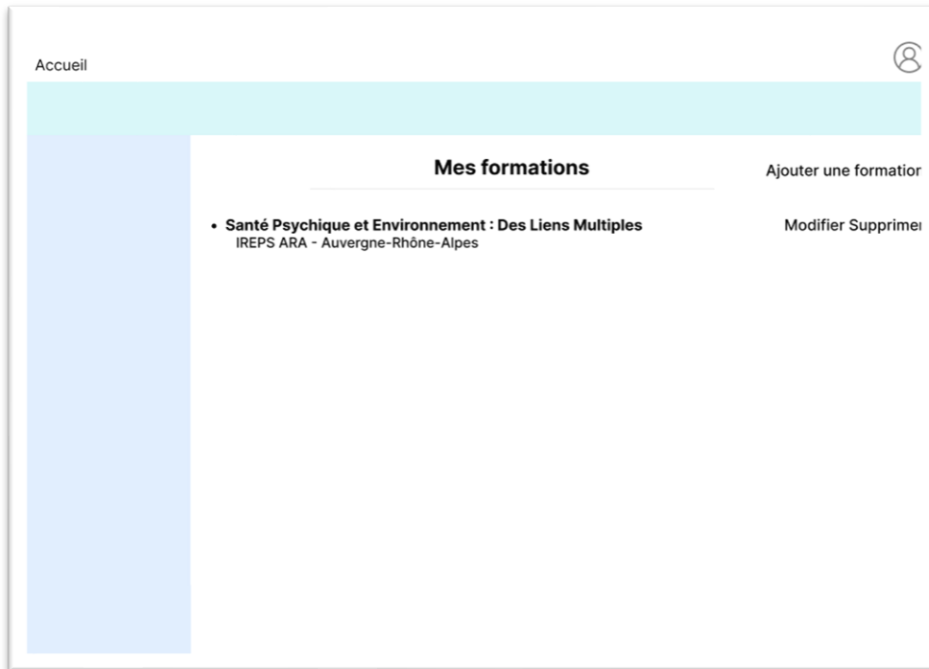 Accueil
Mes formations
Ajouter une formation
• Santé Psychique et Environnement : Des Liens Multiples
Modifier Supprimer
IREPS ARA - Auvergne-Rhône-Alpes